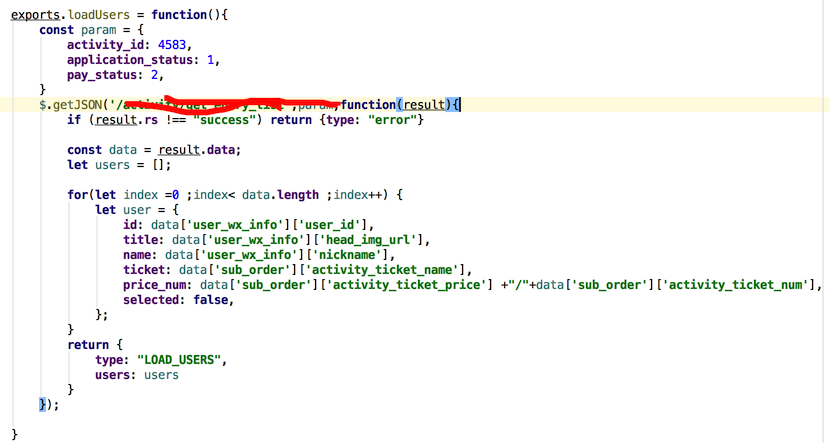 exports.loadUsers = function(){
const param = {
activity_id: 4583,
application_status: 1,
pay_status: 2,
}
$.getJSON('/ ,param,function(result){
if (result.rs !== "success") return {type: "error"}
const data = result.data;
let users = [];
for(let index =0 ;index< data.length ;index++) {
let user = {
id: data['user_wx_info']['user_id'],
title: data['user_wx_info']['head_img_url'],
name: data['user_wx_info']['nickname'],
ticket: data['sub_order']['activity_ticket_name'],
price_num: data['sub_order']['activity_ticket_price'] +"/"+data['sub_order']['activity_ticket_num'],
selected: false,
};
}
return {
type: "LOAD_USERS",
users: users
}
});
}